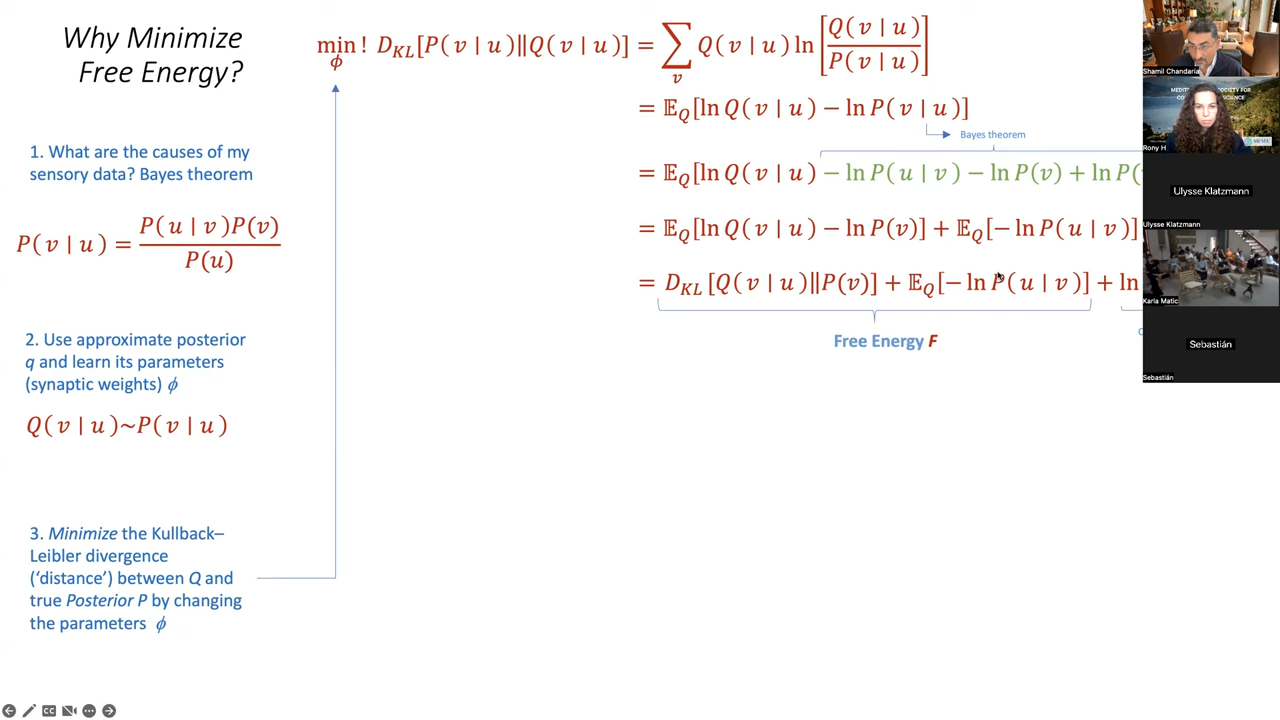 Why Minimize
Free Energy?
min ! D_KL[P(v | u)‖Q(v | u)] = ∑ Q(v | u) ln [Q(v | u) / P(v | u)]
ϕ
v
= 𝔼_Q[ln Q(v | u) − ln P(v | u)]
Bayes theorem
= 𝔼_Q[ln Q(v | u) − ln P(u | v) − ln P(v) + ln P(
= 𝔼_Q[ln Q(v | u) − ln P(v)] + 𝔼_Q[− ln P(u | v)]
= D_KL [Q(v | u)‖P(v)] + 𝔼_Q[− ln P(u | v)] + ln
Free Energy F
1. What are the causes of my
sensory data? Bayes theorem
P(v | u) = P(u | v)P(v) / P(u)
2. Use approximate posterior
q and learn its parameters
(synaptic weights) ϕ
Q(v | u)~P(v | u)
3. Minimize the Kullback–
Leibler divergence
('distance') between Q and
true Posterior P by changing
the parameters ϕ
Shamil Chandaria
Rony H
Ulysse Klatzmann
Ulysse Klatzmann
Karla Matic
Sebastián
Sebastián